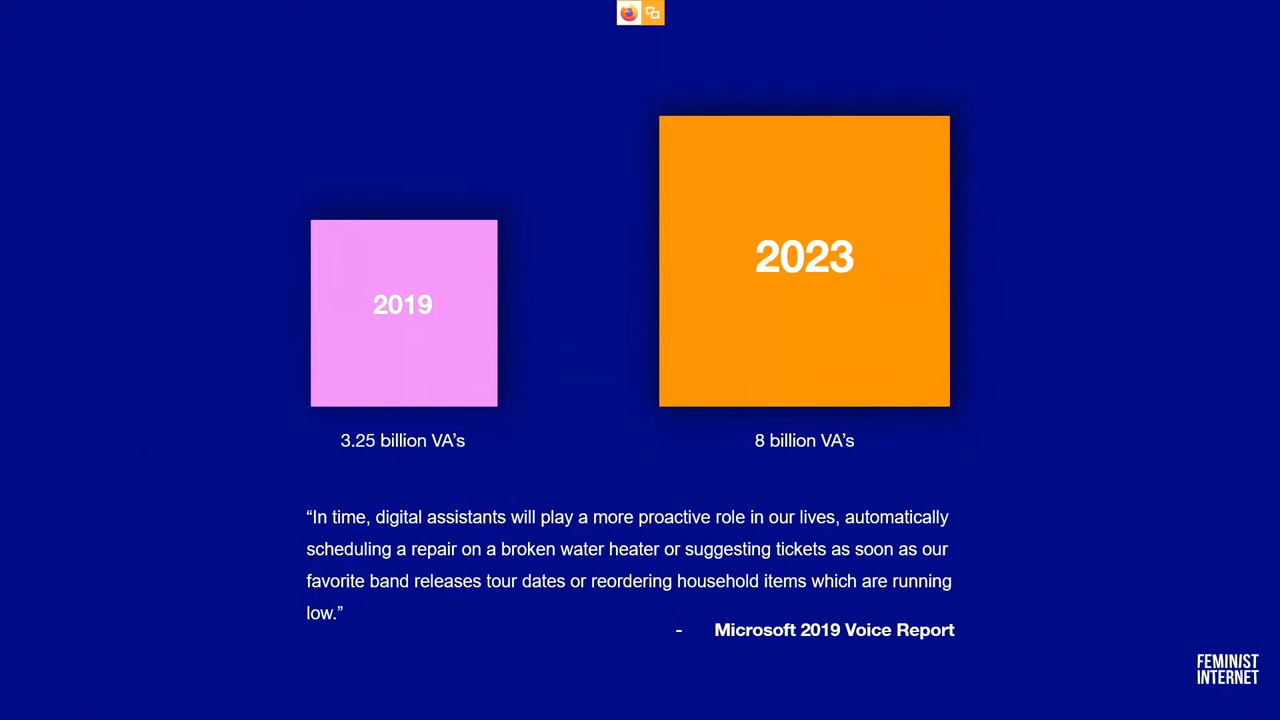 2019
2023
3.25 billion VA’s
8 billion VA’s
“In time, digital assistants will play a more proactive role in our lives, automatically
scheduling a repair on a broken water heater or suggesting tickets as soon as our
favorite band releases tour dates or reordering household items which are running
low.”
- Microsoft 2019 Voice Report
FEMINIST
INTERNET